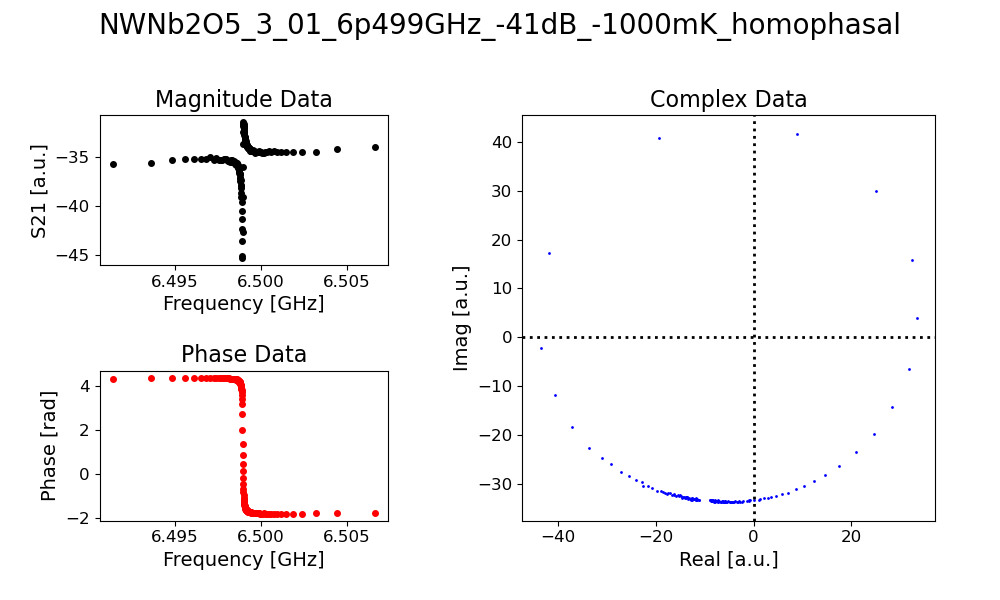 NWNb2O5_3_01_6p499GHz_-41dB_-1000mK_homophasal
Magnitude Data
S21 [a.u.]
−35
−40
−45
6.495 6.500 6.505
Frequency [GHz]
Phase Data
Phase [rad]
4
2
0
−2
6.495 6.500 6.505
Frequency [GHz]
Complex Data
Imag [a.u.]
40
30
20
10
0
−10
−20
−30
−40 −20 0 20
Real [a.u.]